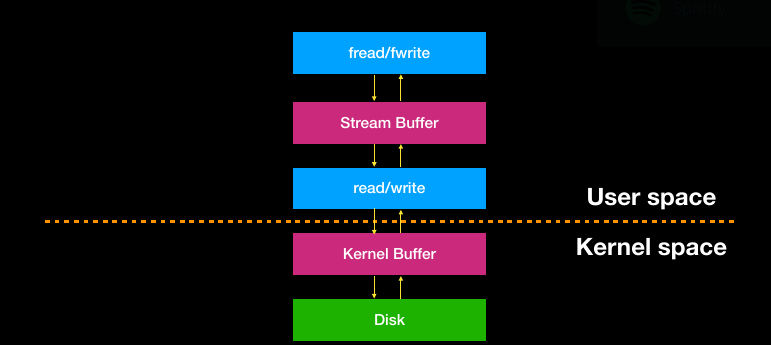 fread/fwrite
Stream Buffer
read/write
User space
Kernel space
Kernel Buffer
Disk